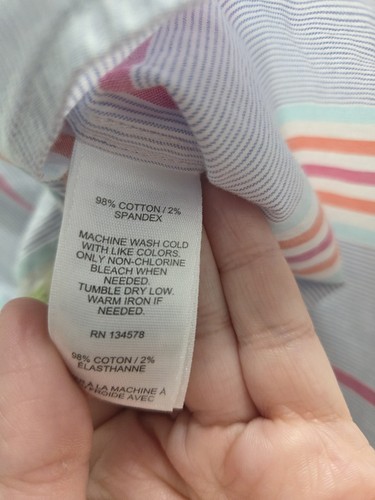 98% COTTON / 2%
SPANDEX
MACHINE WASH COLD
WITH LIKE COLORS.
ONLY NON-CHLORINE
BLEACH WHEN
NEEDED.
TUMBLE DRY LOW.
WARM IRON IF
NEEDED.
RN 134578
98% COTON / 2%
ELASTHANNE
A LA MACHINE À
FROIDE AVEC